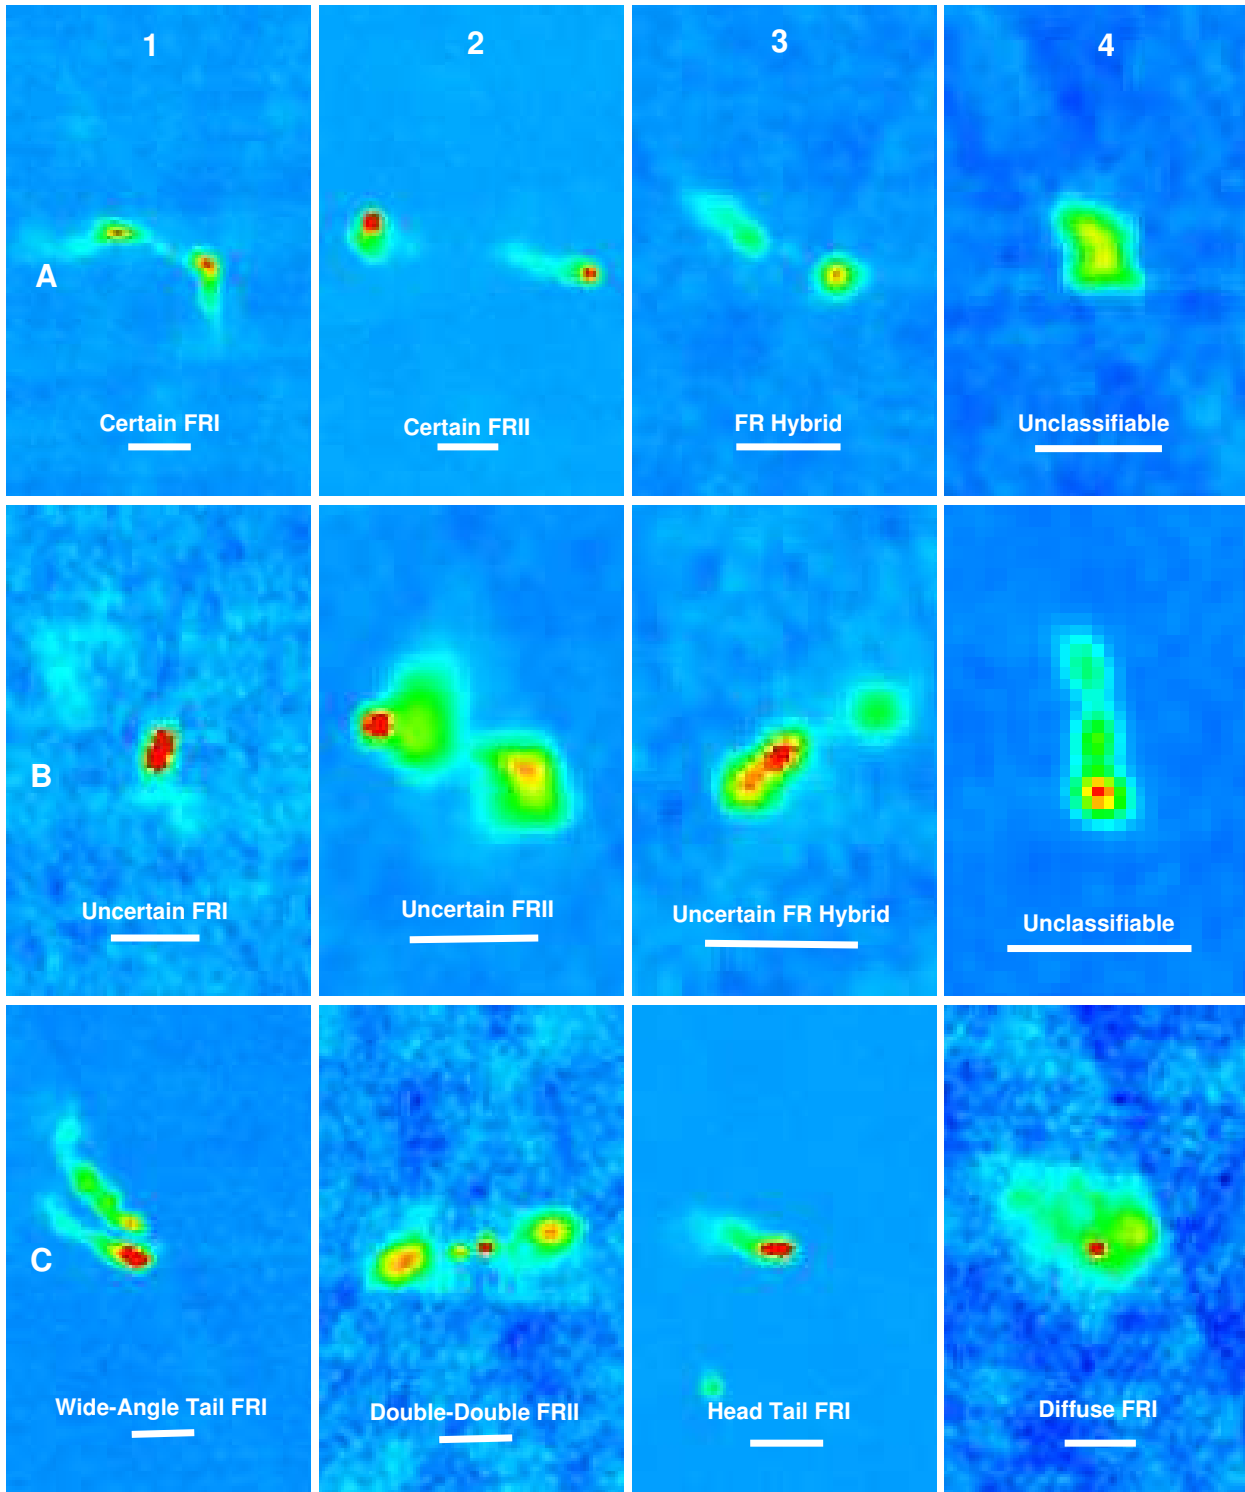 1 2 3 4
A
Certain FRI Certain FRII FR Hybrid Unclassifiable
B
Uncertain FRI Uncertain FRII Uncertain FR Hybrid Unclassifiable
C
Wide-Angle Tail FRI Double-Double FRII Head Tail FRI Diffuse FRI